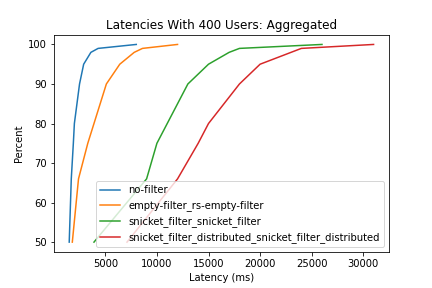 Latencies With 400 Users: Aggregated
100
90
80
70
60
50
Percent
no-filter
empty-filter_rs-empty-filter
snicket_filter_snicket_filter
snicket_filter_distributed_snicket_filter_distributed
5000 10000 15000 20000 25000 30000
Latency (ms)